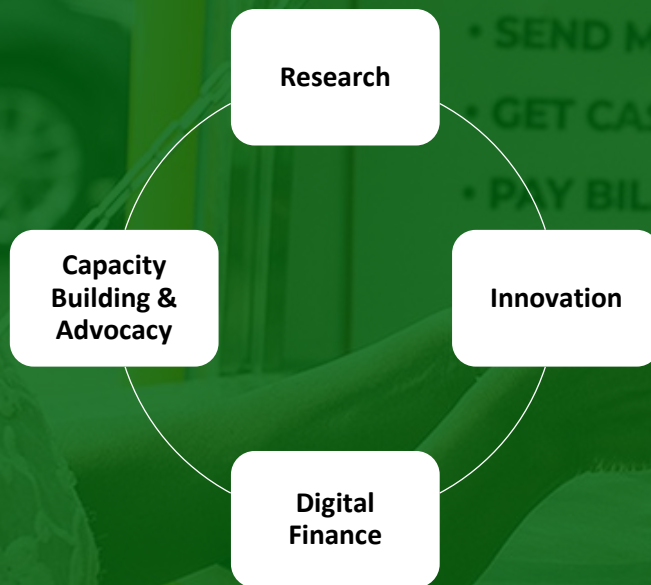 • SEND M
Research
• GET CAS
• PAY BIL
Capacity
Building &
Advocacy
Innovation
Digital
Finance